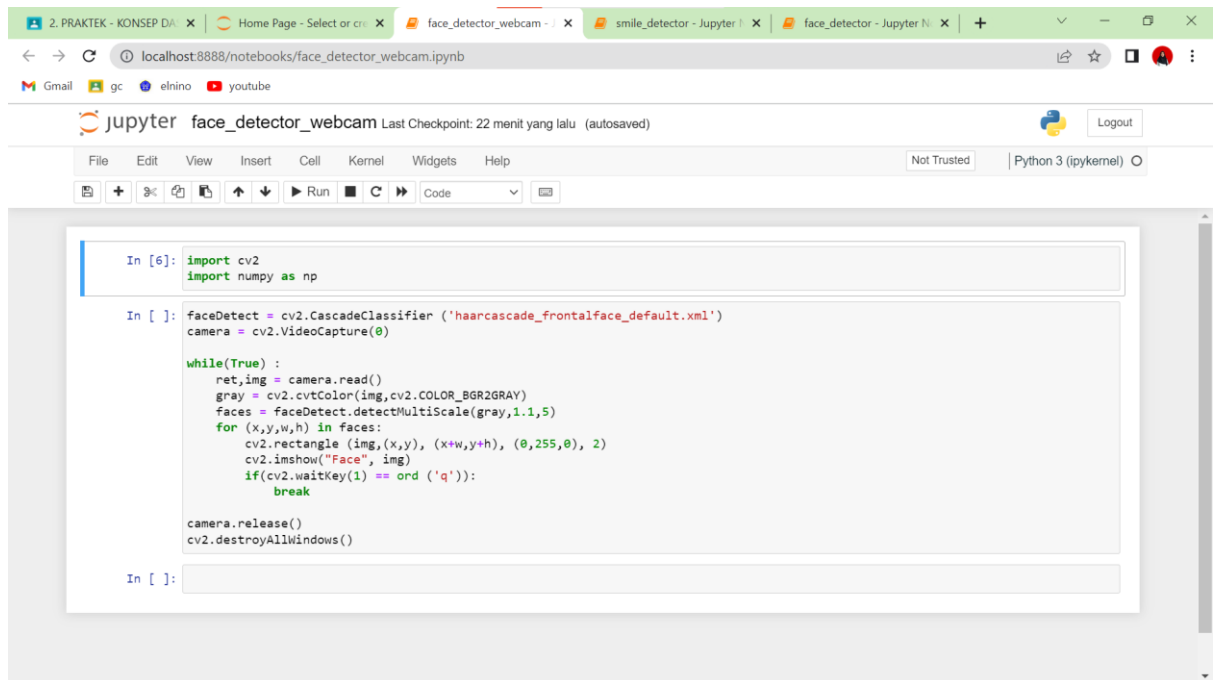 2. PRAKTEK - KONSEP DA
Home Page - Select or cre
face_detector_webcam - J
smile_detector - Jupyter N
face_detector - Jupyter N
localhost:8888/notebooks/face_detector_webcam.ipynb
Gmail gc elnino youtube
jupyter face_detector_webcam Last Checkpoint: 22 menit yang lalu (autosaved)
Logout
File Edit View Insert Cell Kernel Widgets Help
Not Trusted
Python 3 (ipykernel)
Run
Code
In [6]: import cv2
import numpy as np
In [ ]: faceDetect = cv2.CascadeClassifier ('haarcascade_frontalface_default.xml')
camera = cv2.VideoCapture(0)
while(True) :
    ret,img = camera.read()
    gray = cv2.cvtColor(img,cv2.COLOR_BGR2GRAY)
    faces = faceDetect.detectMultiScale(gray,1.1,5)
    for (x,y,w,h) in faces:
        cv2.rectangle (img,(x,y), (x+w,y+h), (0,255,0), 2)
        cv2.imshow("Face", img)
        if(cv2.waitKey(1) == ord ('q')):
            break
camera.release()
cv2.destroyAllWindows()
In [ ]: